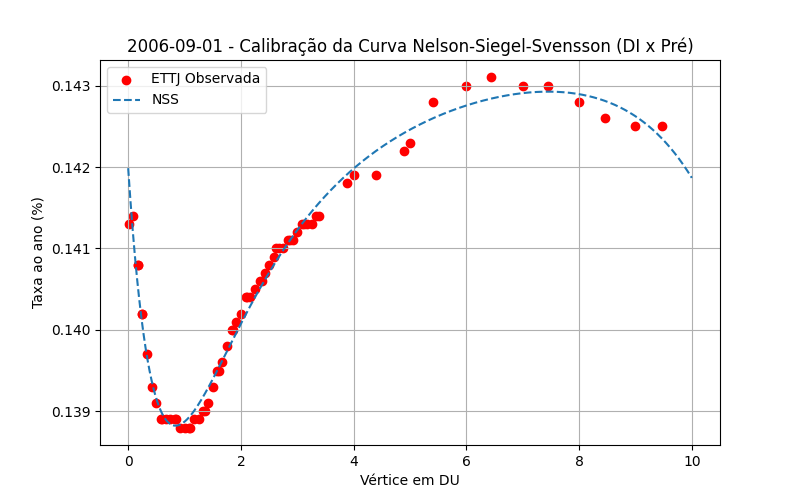 2006-09-01 - Calibração da Curva Nelson-Siegel-Svensson (DI x Pré)
ETTJ Observada
NSS
Taxa ao ano (%)
0.143
0.142
0.141
0.140
0.139
0 2 4 6 8 10
Vértice em DU